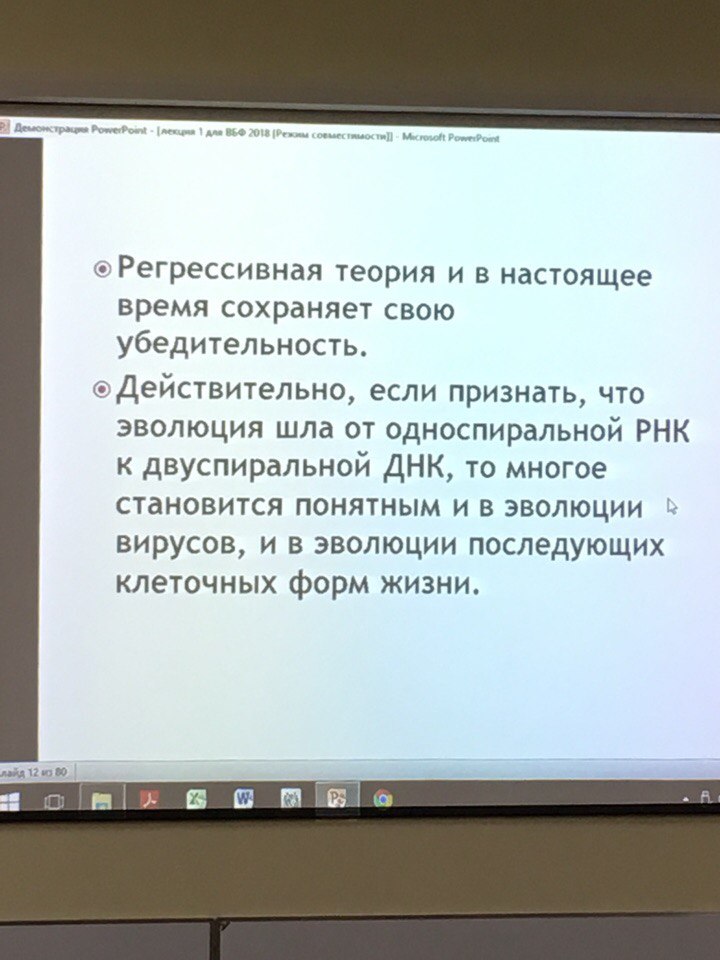 Демонстрация PowerPoint - [лекция 1 для ВБФ 2018 [Режим совместимости]] - Microsoft PowerPoint
Регрессивная теория и в настоящее
время сохраняет свою
убедительность.
Действительно, если признать, что
эволюция шла от односпиральной РНК
к двуспиральной ДНК, то многое
становится понятным и в эволюции
вирусов, и в эволюции последующих
клеточных форм жизни.
лайд 12 из 80